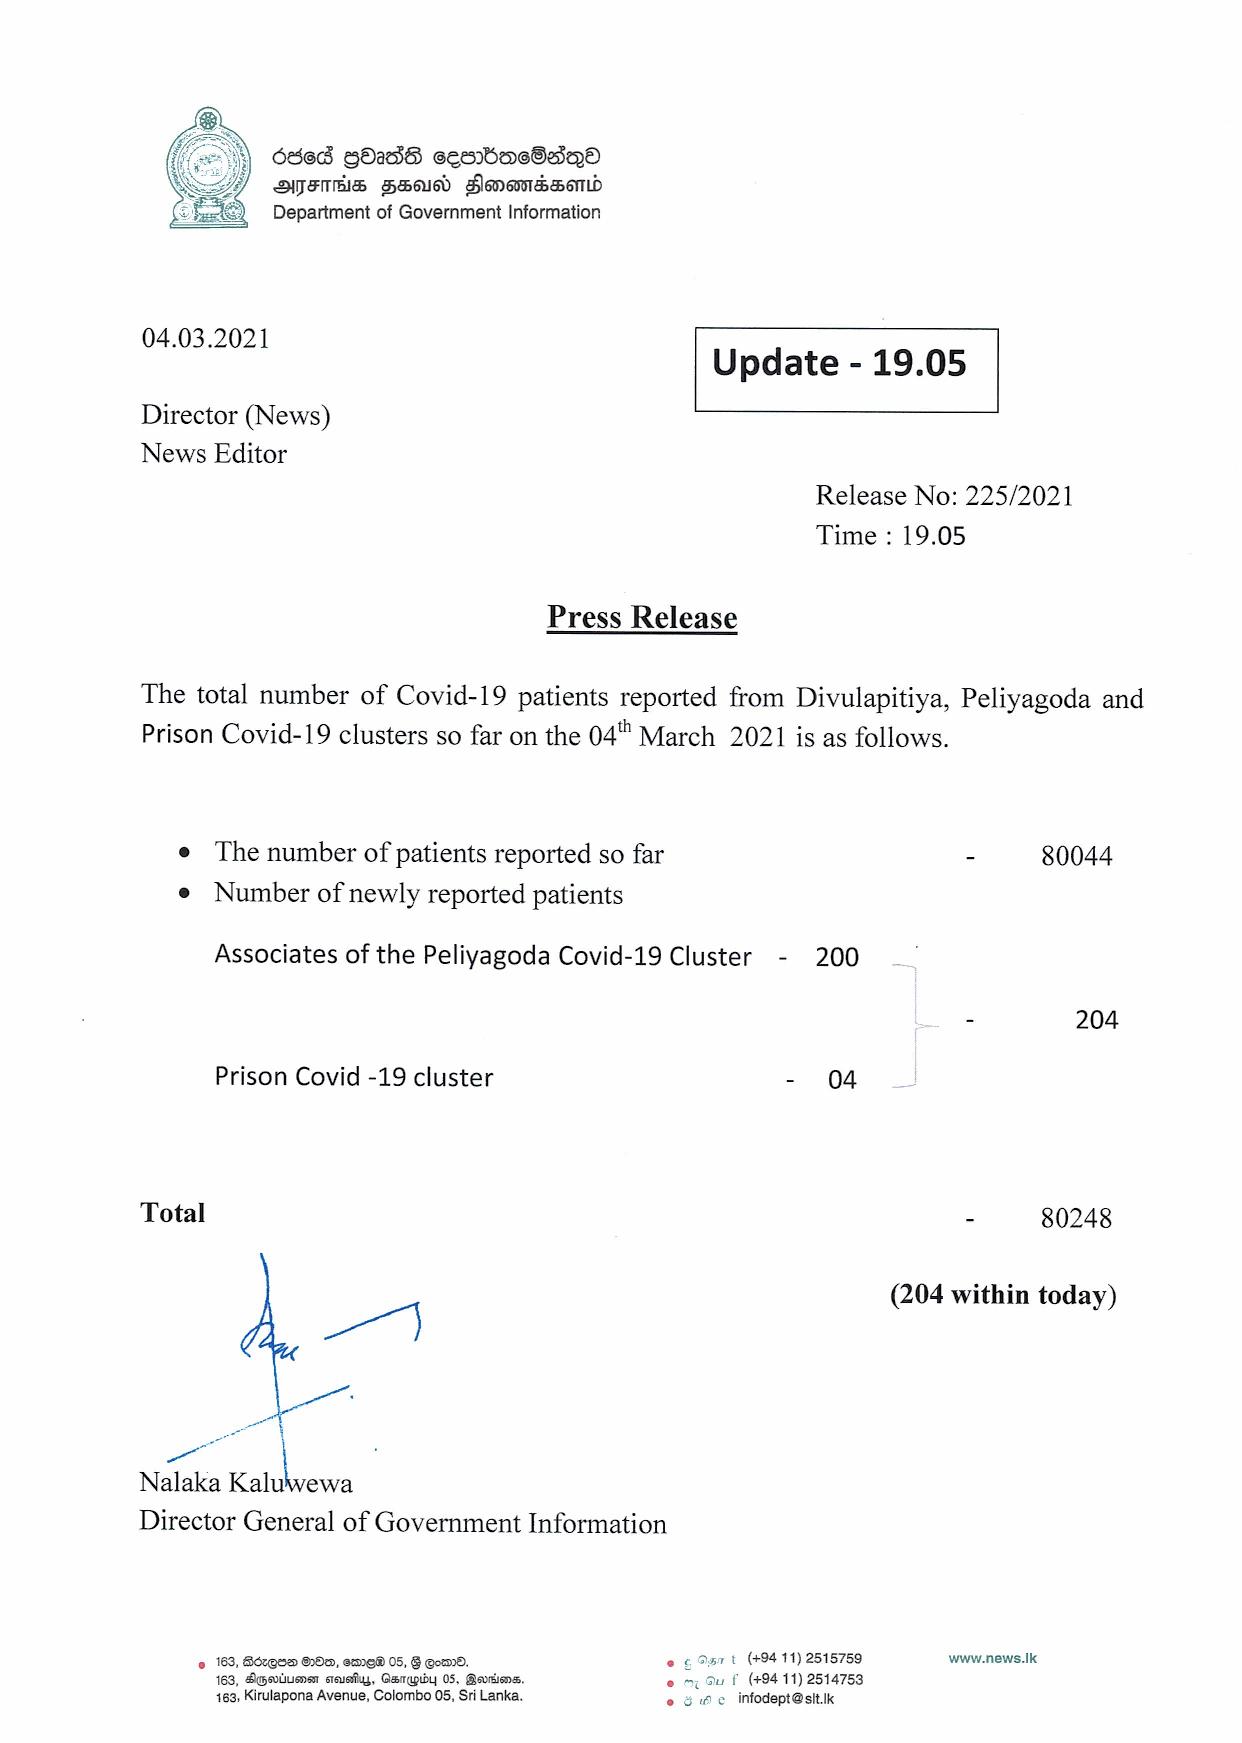 රජයේ ප්‍රවෘත්ති දෙපාර්තමේන්තුව
அரசாங்க தகவல் திணைக்களம்
Department of Government Information
04.03.2021
Update - 19.05
Director (News)
News Editor
Release No: 225/2021
Time : 19.05
Press Release
The total number of Covid-19 patients reported from Divulapitiya, Peliyagoda and
Prison Covid-19 clusters so far on the 04th March 2021 is as follows.
• The number of patients reported so far - 80044
• Number of newly reported patients
Associates of the Peliyagoda Covid-19 Cluster - 200
- 204
Prison Covid -19 cluster - 04
Total - 80248
(204 within today)
Nalaka Kaluwewa
Director General of Government Information
163, කිරුලපන මාවත, කොළඹ 05, ශ්‍රී ලංකාව.
163, கிருலப்பனை எவனியூ, கொழும்பு 05, இலங்கை.
163, Kirulapona Avenue, Colombo 05, Sri Lanka.
t (+94 11) 2515759
f (+94 11) 2514753
e infodept@slt.lk
www.news.lk